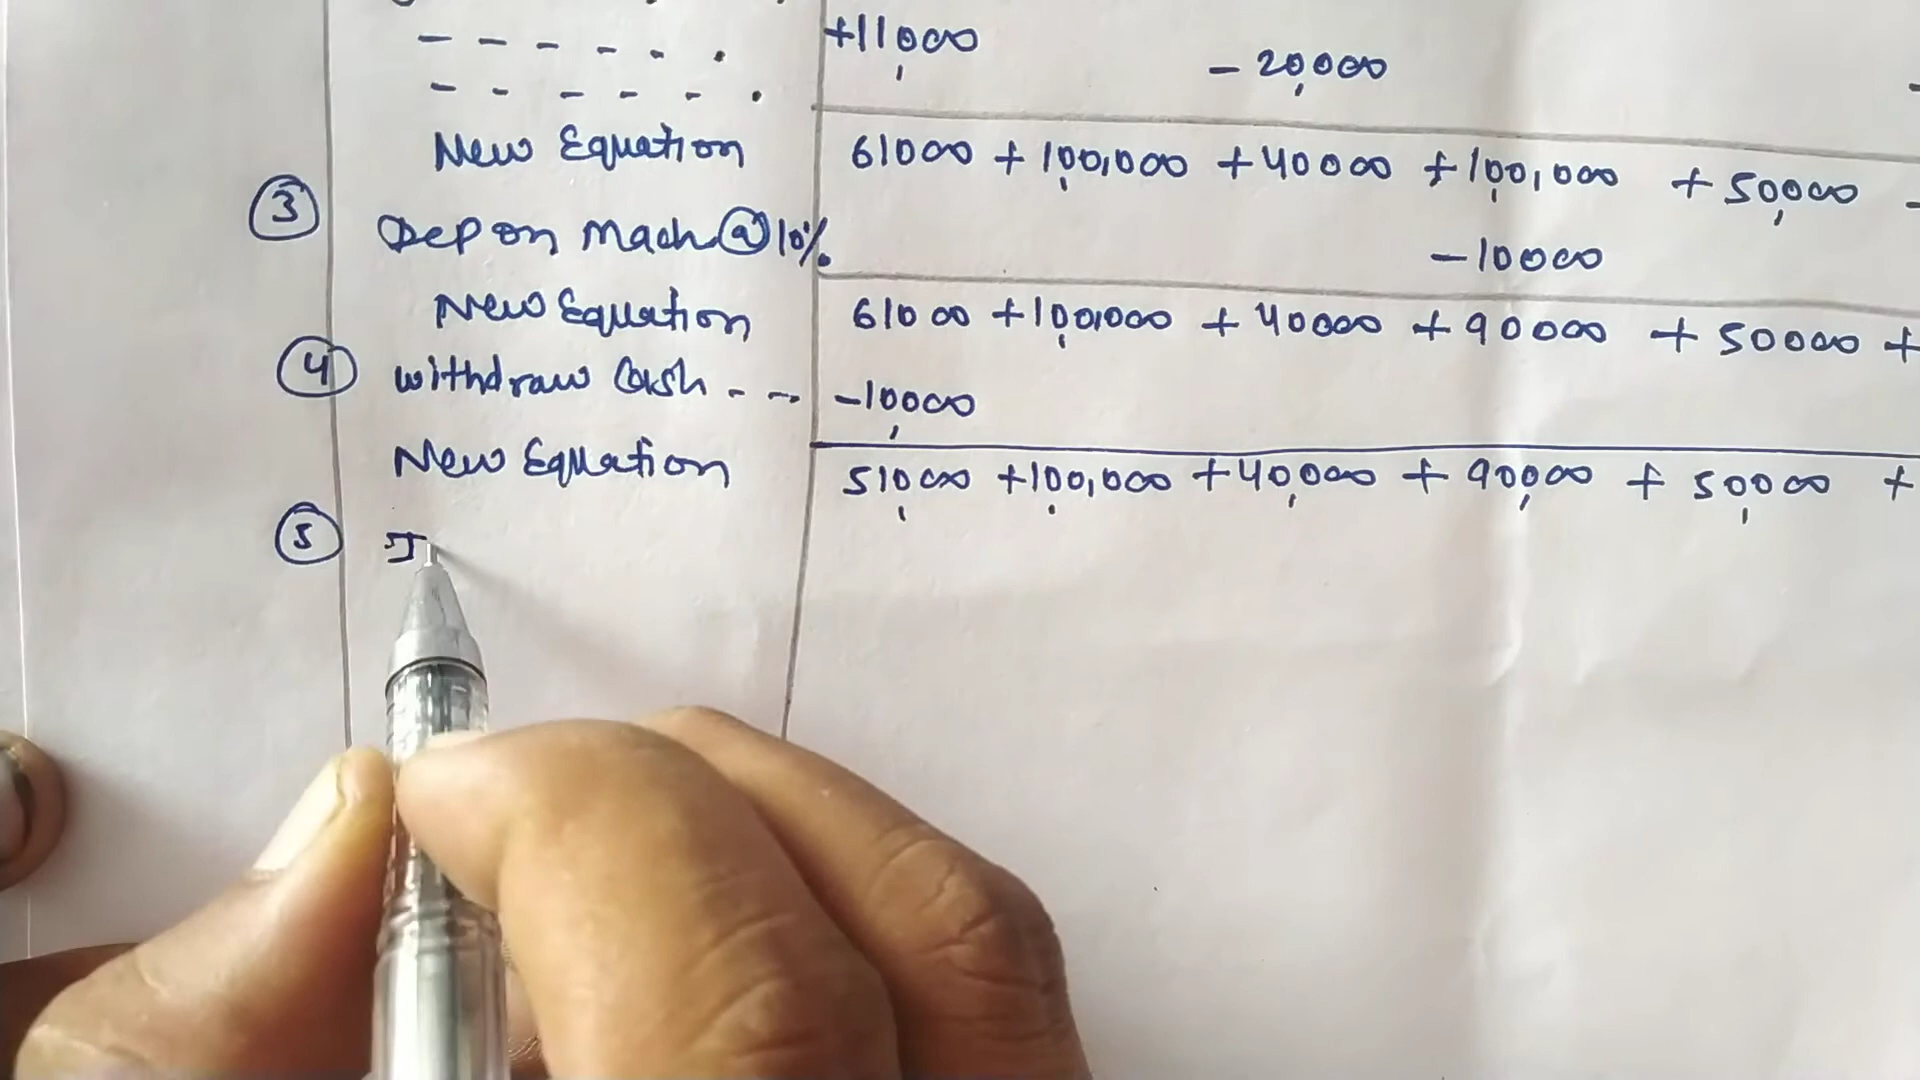 +11000
- 20,000
New Equation 61000 + 100,000 + 40000 + 100,000 + 50,000 -
③ Dep on Mach @ 10% -10000
New Equation 61000 + 100,000 + 40000 + 90000 + 50000 +
④ withdraw Cash - - - -10000
New Equation 51000 + 100,000 + 40,000 + 90,000 + 50,000 +
⑤ I